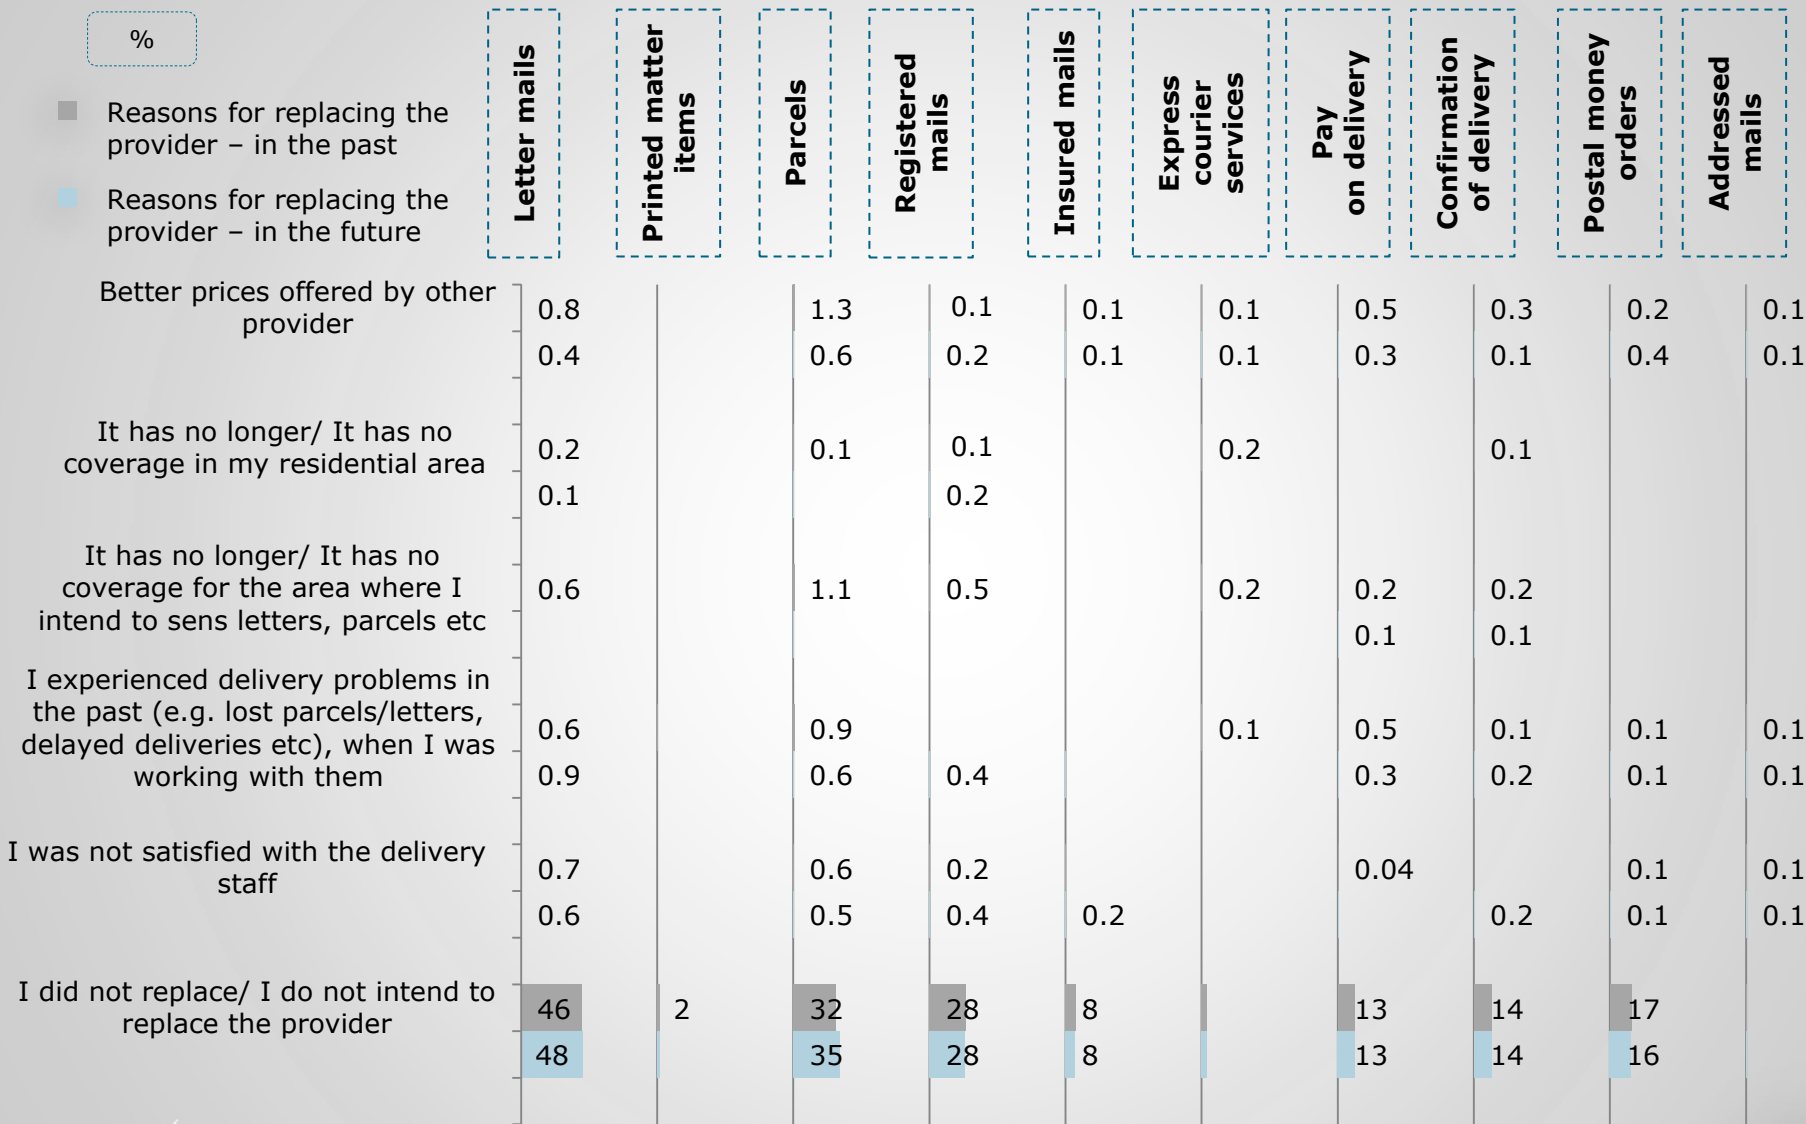 %
Reasons for replacing the
provider – in the past
Reasons for replacing the
provider – in the future
Letter mails
Printed matter
items
Parcels
Registered
mails
Insured mails
Express
courier
services
Pay
on delivery
Confirmation
of delivery
Postal money
orders
Addressed
mails
Better prices offered by other
provider
0.8 1.3 0.1 0.1 0.1 0.5 0.3 0.2 0.1
0.4 0.6 0.2 0.1 0.1 0.3 0.1 0.4 0.1
It has no longer/ It has no
coverage in my residential area
0.2 0.1 0.1 0.2 0.1
0.1 0.2
It has no longer/ It has no
coverage for the area where I
intend to sens letters, parcels etc
0.6 1.1 0.5 0.2 0.2 0.2
0.1 0.1
I experienced delivery problems in
the past (e.g. lost parcels/letters,
delayed deliveries etc), when I was
working with them
0.6 0.9 0.1 0.5 0.1 0.1 0.1
0.9 0.6 0.4 0.3 0.2 0.1 0.1
I was not satisfied with the delivery
staff
0.7 0.6 0.2 0.04 0.1 0.1
0.6 0.5 0.4 0.2 0.2 0.1 0.1
I did not replace/ I do not intend to
replace the provider
46 2 32 28 8 13 14 17
48 35 28 8 13 14 16